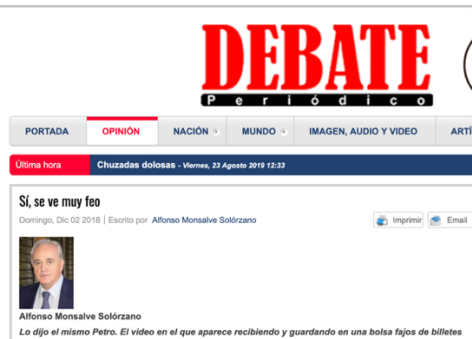 DEBATE
Periódico
PORTADA OPINIÓN NACIÓN MUNDO IMAGEN, AUDIO Y VIDEO
Última hora Chuzadas dolosas - Viernes, 23 Agosto 2019 12:33
Sí, se ve muy feo
Domingo, Dic 02 2018 | Escrito por Alfonso Monsalve Solórzano Imprimir Email
Alfonso Monsalve Solórzano
Lo dijo el mismo Petro. El video en el que aparece recibiendo y guardando en una bolsa fajos de billetes